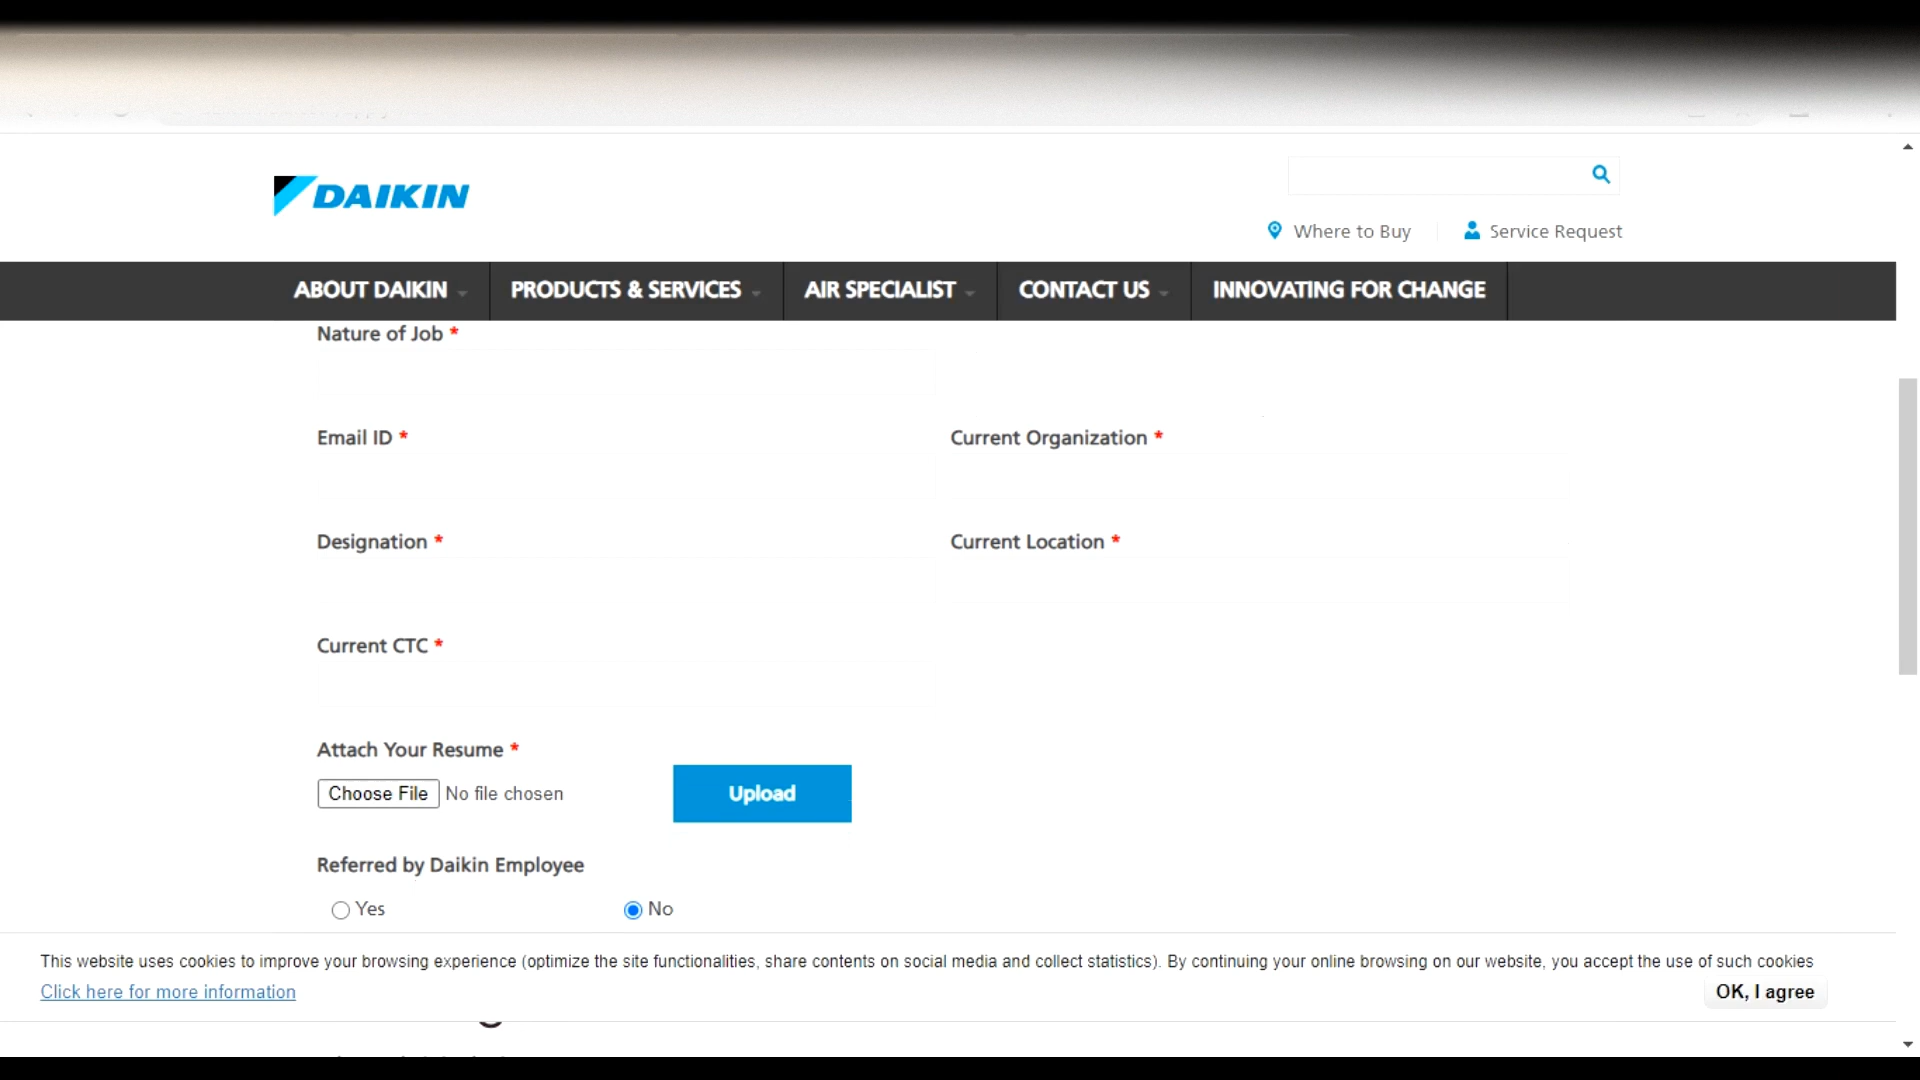 DAIKIN
Where to Buy
Service Request
ABOUT DAIKIN
PRODUCTS & SERVICES
AIR SPECIALIST
CONTACT US
INNOVATING FOR CHANGE
Nature of Job *
Email ID *
Current Organization *
Designation *
Current Location *
Current CTC *
Attach Your Resume *
Choose File No file chosen
Upload
Referred by Daikin Employee
Yes
No
This website uses cookies to improve your browsing experience (optimize the site functionalities, share contents on social media and collect statistics). By continuing your online browsing on our website, you accept the use of such cookies
Click here for more information
OK, I agree